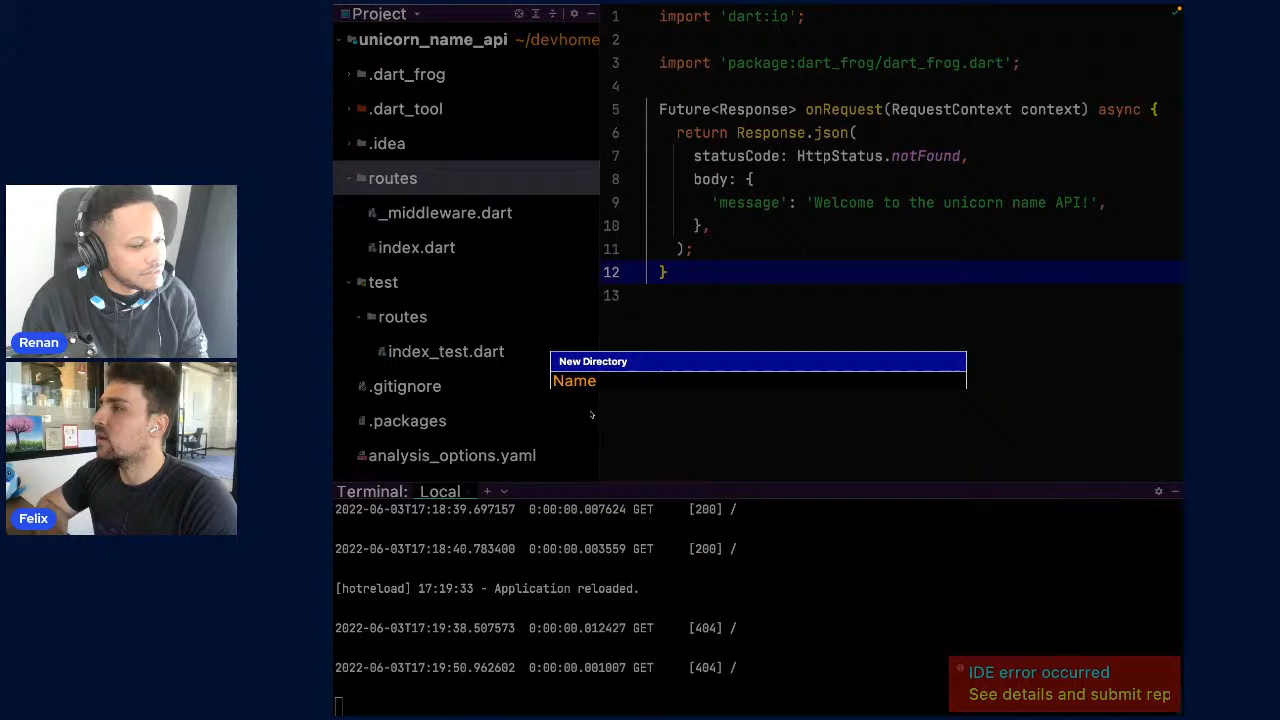 Project
unicorn_name_api ~/devhome
.dart_frog
.dart_tool
.idea
routes
_middleware.dart
index.dart
test
routes
index_test.dart
.gitignore
.packages
analysis_options.yaml
1 import 'dart:io';
2
3 import 'package:dart_frog/dart_frog.dart';
4
5 Future<Response> onRequest(RequestContext context) async {
6 return Response.json(
7 statusCode: HttpStatus.notFound,
8 body: {
9 'message': 'Welcome to the unicorn name API!',
10 },
11 );
12 }
13
New Directory
Name
Renan
Felix
Terminal: Local
2022-06-03T17:18:39.697157 0:00:00.007624 GET [200] /
2022-06-03T17:18:40.783400 0:00:00.003559 GET [200] /
[hotreload] 17:19:33 - Application reloaded.
2022-06-03T17:19:38.507573 0:00:00.012427 GET [404] /
2022-06-03T17:19:50.962602 0:00:00.001007 GET [404] /
IDE error occurred
See details and submit rep